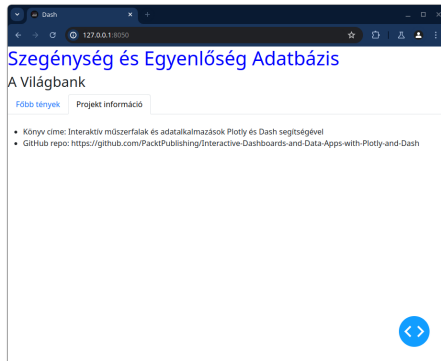 Dash
127.0.0.1:8050
Szegénység és Egyenlőség Adatbázis
A Világbank
Főbb tények Projekt információ
Könyv címe: Interaktív műszerfalak és adatalkalmazások Plotly és Dash segítségével
GitHub repo: https://github.com/PacktPublishing/Interactive-Dashboards-and-Data-Apps-with-Plotly-and-Dash